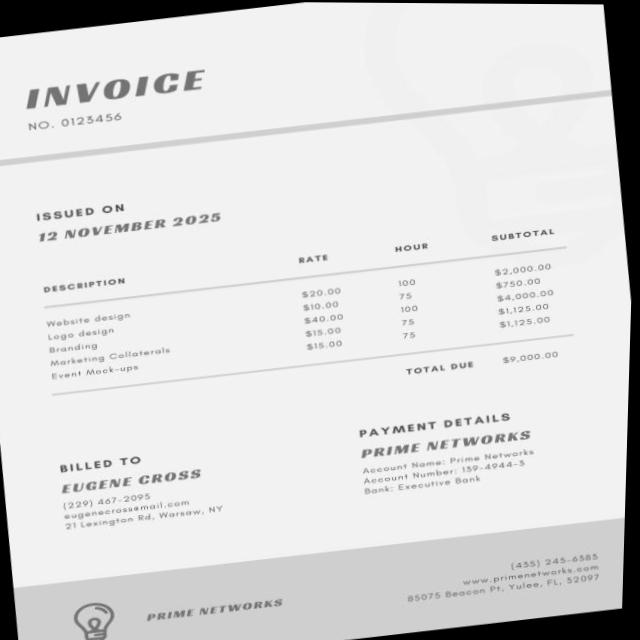 INVOICE
NO. 0123456
ISSUED ON
12 NOVEMBER 2025
DESCRIPTION RATE HOUR SUBTOTAL
Website design $20.00 100 $2,000.00
Logo design $10.00 75 $750.00
Branding $40.00 100 $4,000.00
Marketing Collaterals $15.00 75 $1,125.00
Event Mock-ups $15.00 75 $1,125.00
TOTAL DUE $9,000.00
BILLED TO
EUGENE CROSS
(229) 467-2095
eugenecross@mail.com
21 Lexington Rd, Warsaw, NY
PAYMENT DETAILS
PRIME NETWORKS
Account Name: Prime Networks
Account Number: 159-4944-5
Bank: Executive Bank
PRIME NETWORKS
(435) 245-6585
www.primenetworks.com
85075 Beacon Pt, Yulee, FL, 32097